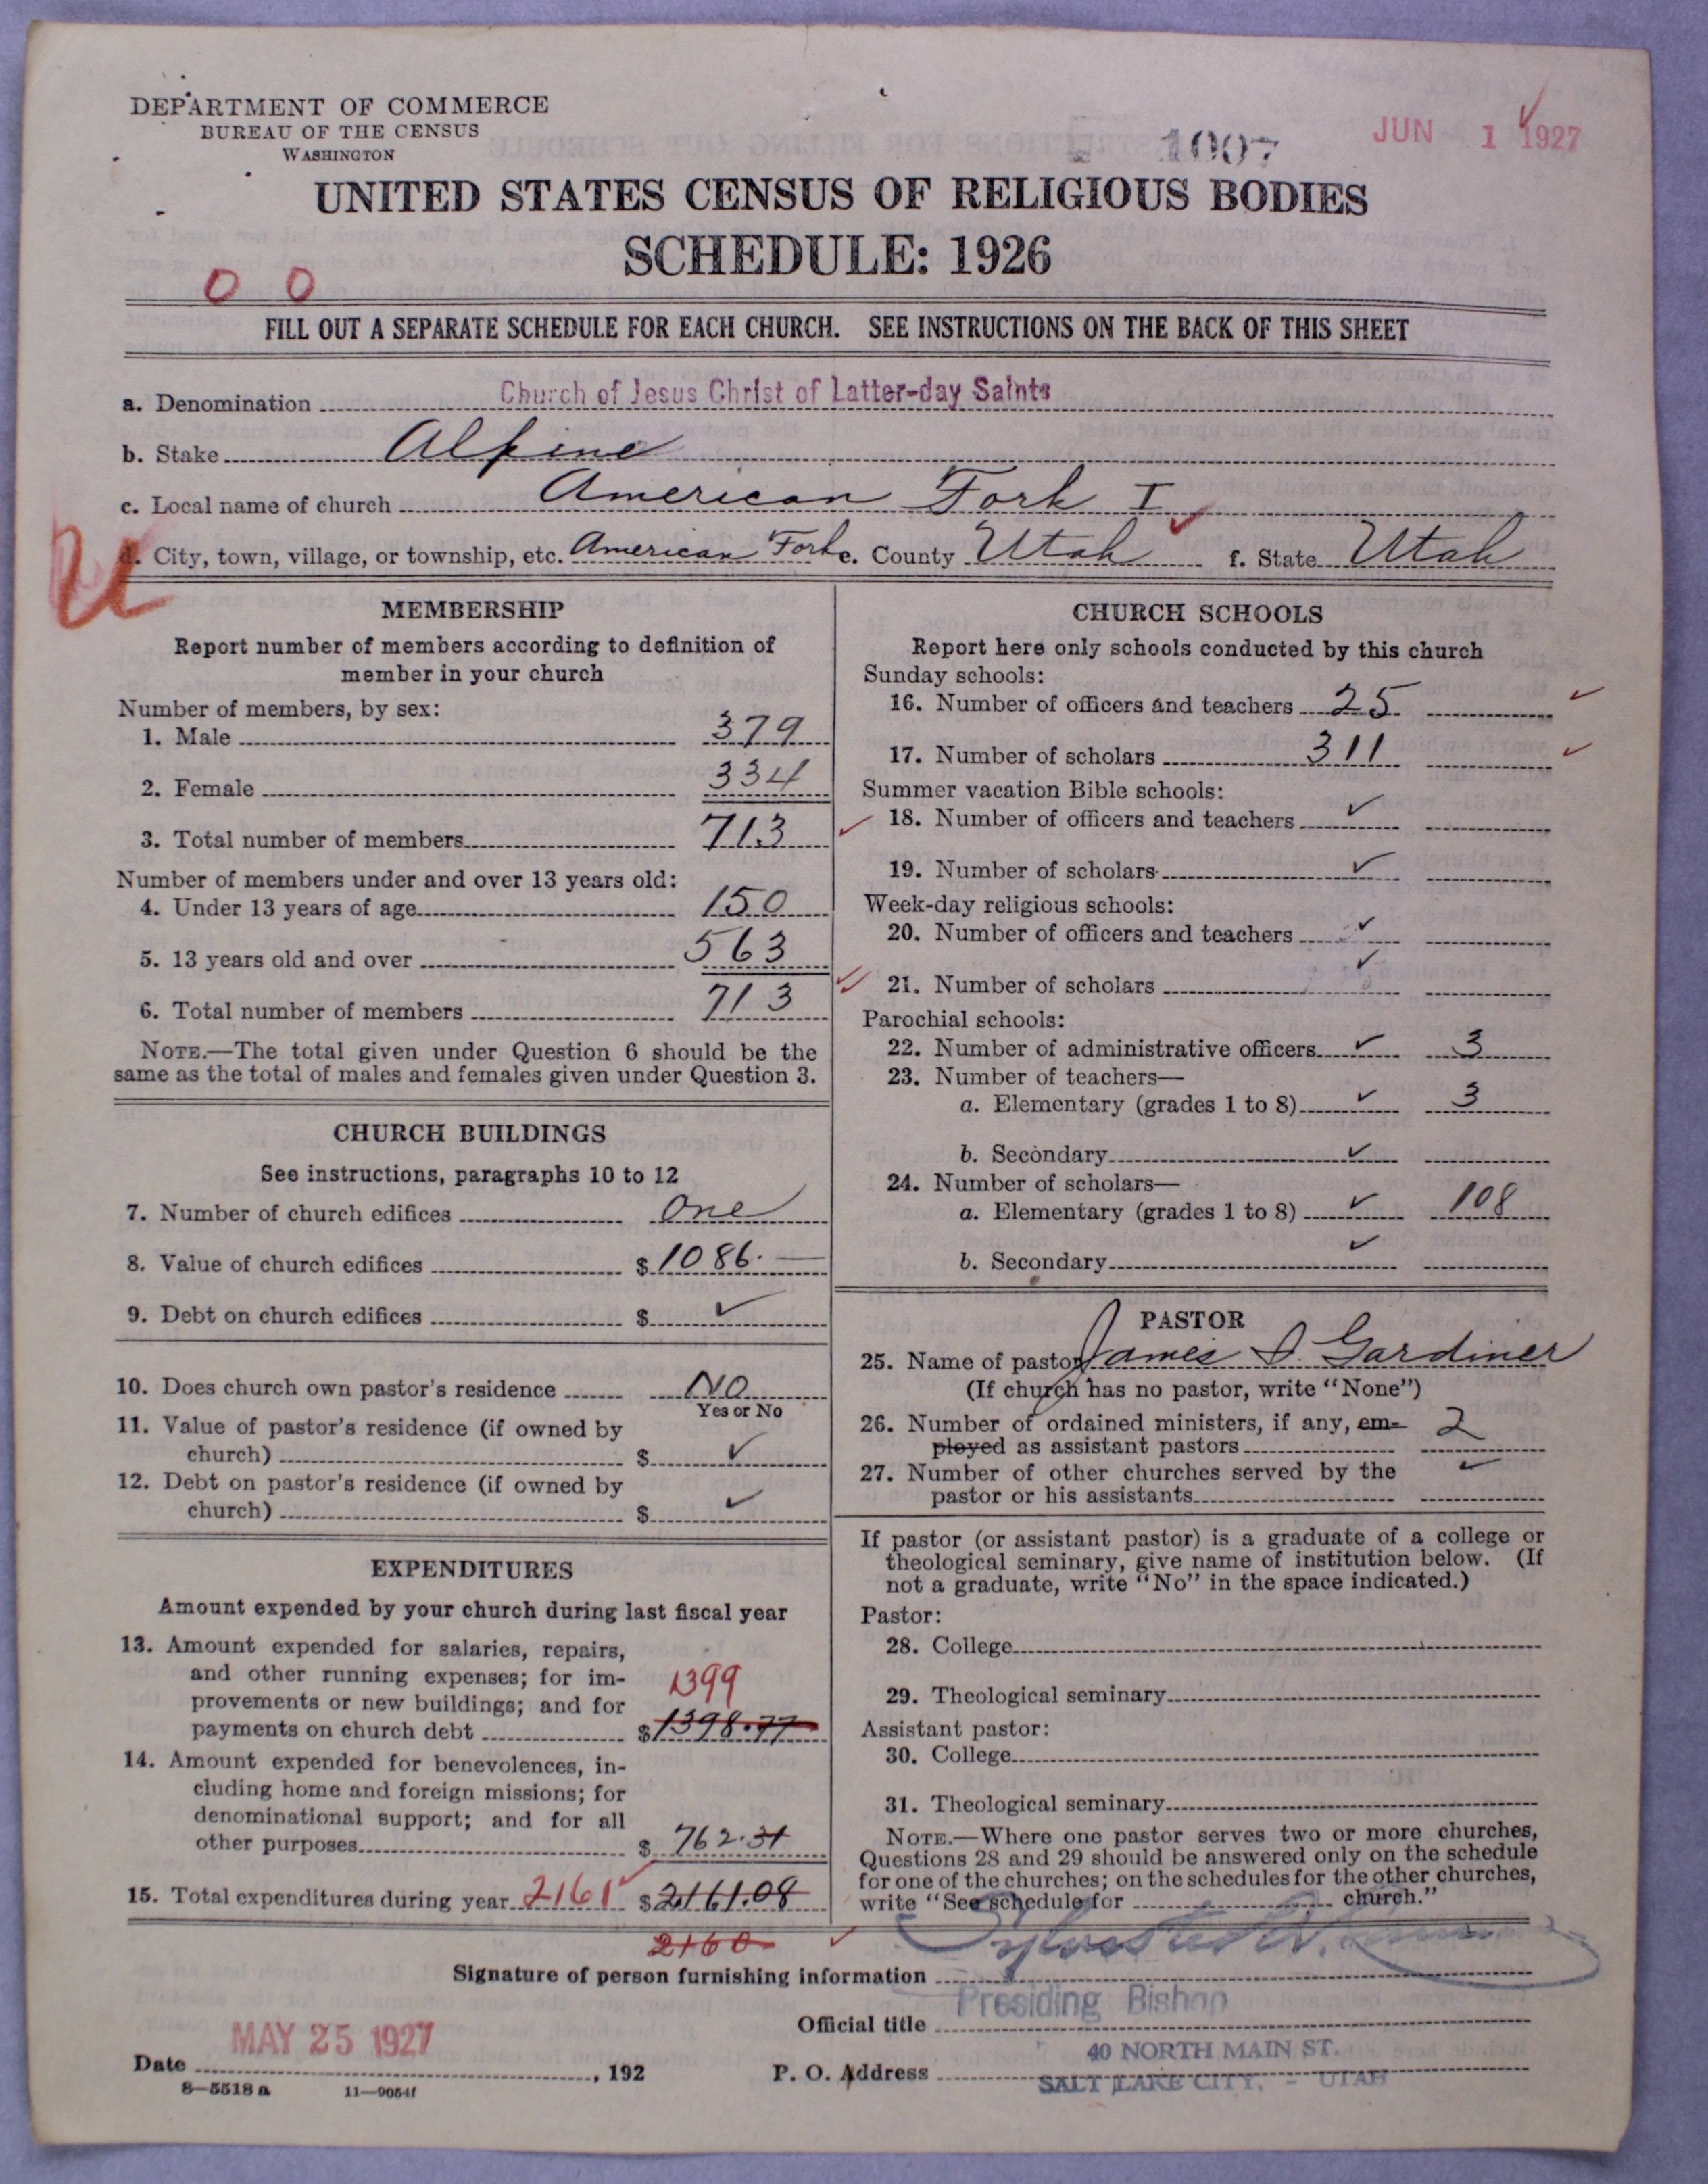 DEPARTMENT OF COMMERCE
BUREAU OF THE CENSUS
WASHINGTON
1007
JUN 1 1927
UNITED STATES CENSUS OF RELIGIOUS BODIES
SCHEDULE: 1926
0 0
FILL OUT A SEPARATE SCHEDULE FOR EACH CHURCH. SEE INSTRUCTIONS ON THE BACK OF THIS SHEET
a. Denomination Church of Jesus Christ of Latter-day Saints
b. Stake Alpine
c. Local name of church American Fork I
d. City, town, village, or township, etc. American Fork e. County Utah f. State Utah
MEMBERSHIP
Report number of members according to definition of
member in your church
Number of members, by sex:
1. Male 379
2. Female 334
3. Total number of members 713
Number of members under and over 13 years old:
4. Under 13 years of age 150
5. 13 years old and over 563
6. Total number of members 713
NOTE.—The total given under Question 6 should be the
same as the total of males and females given under Question 3.
CHURCH BUILDINGS
See instructions, paragraphs 10 to 12
7. Number of church edifices One
8. Value of church edifices $ 1086.—
9. Debt on church edifices $ ✓
10. Does church own pastor's residence No
Yes or No
11. Value of pastor's residence (if owned by
church) $ ✓
12. Debt on pastor's residence (if owned by
church) $ ✓
EXPENDITURES
Amount expended by your church during last fiscal year
13. Amount expended for salaries, repairs,
and other running expenses; for im-
provements or new buildings; and for 1399
payments on church debt $ 1398.77
14. Amount expended for benevolences, in-
cluding home and foreign missions; for
denominational support; and for all
other purposes $ 762.31
15. Total expenditures during year 2161 $ 2161.08
2160
CHURCH SCHOOLS
Report here only schools conducted by this church
Sunday schools:
16. Number of officers and teachers 25 ✓
17. Number of scholars 311 ✓
Summer vacation Bible schools:
18. Number of officers and teachers ✓
19. Number of scholars ✓
Week-day religious schools:
20. Number of officers and teachers ✓
21. Number of scholars ✓
Parochial schools:
22. Number of administrative officers ✓ 3
23. Number of teachers—
a. Elementary (grades 1 to 8) ✓ 3
b. Secondary ✓
24. Number of scholars—
a. Elementary (grades 1 to 8) ✓ 108
b. Secondary ✓
PASTOR
25. Name of pastor James Gardiner
(If church has no pastor, write "None")
26. Number of ordained ministers, if any, em-
ployed as assistant pastors 2
27. Number of other churches served by the
pastor or his assistants ✓
If pastor (or assistant pastor) is a graduate of a college or
theological seminary, give name of institution below. (If
not a graduate, write "No" in the space indicated.)
Pastor:
28. College
29. Theological seminary
Assistant pastor:
30. College
31. Theological seminary
NOTE.—Where one pastor serves two or more churches,
Questions 28 and 29 should be answered only on the schedule
for one of the churches; on the schedules for the other churches,
write "See schedule for church."
Signature of person furnishing information
Official title Presiding Bishop
Date MAY 25 1927, 192
P. O. Address 40 NORTH MAIN ST.
SALT LAKE CITY, - UTAH
8—5518 a 11—9054f